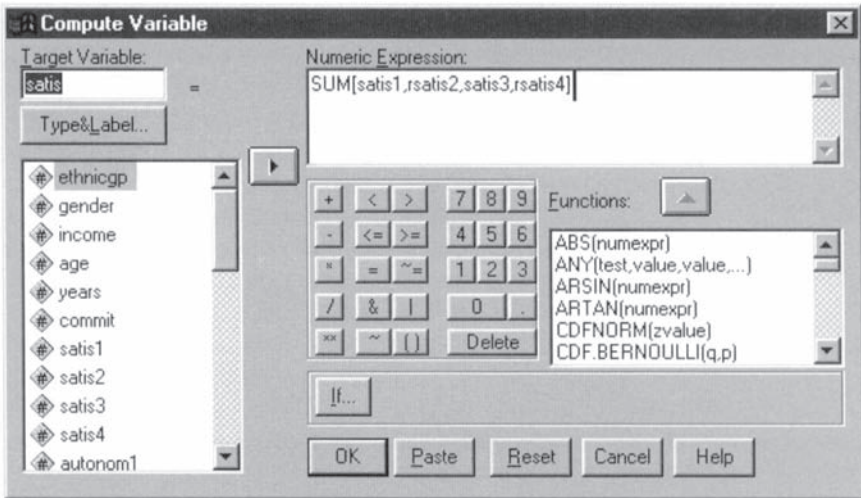 Compute Variable
Target Variable:
satis
=
Type&Label...
ethnicgp
gender
income
age
years
commit
satis1
satis2
satis3
satis4
autonom1
Numeric Expression:
SUM[satis1,rsatis2,satis3,rsatis4]
+ < > 7 8 9
- <= >= 4 5 6
* = ~= 1 2 3
/ & | 0 .
** ~ () Delete
Functions:
ABS(numexpr)
ANY(test,value,value,...)
ARSIN(numexpr)
ARTAN(numexpr)
CDFNORM(zvalue)
CDF.BERNOULLI(q,p)
If...
OK Paste Reset Cancel Help